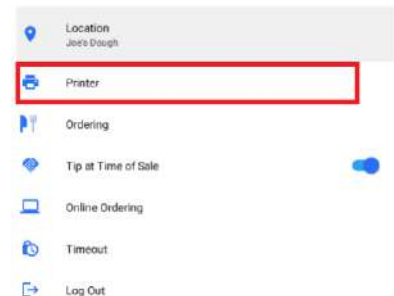 Location
Joe's Dough
Printer
Ordering
Tip at Time of Sale
Online Ordering
Timeout
Log Out